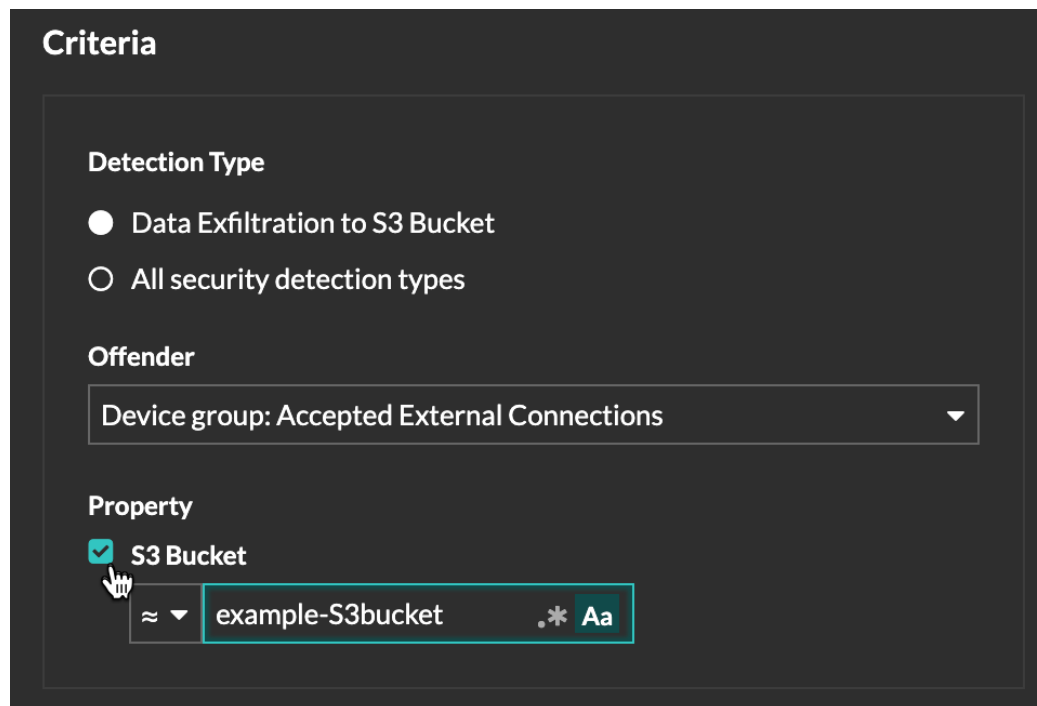 Criteria
Detection Type
Data Exfiltration to S3 Bucket
All security detection types
Offender
Device group: Accepted External Connections
Property
S3 Bucket
≈ example-S3bucket .* Aa